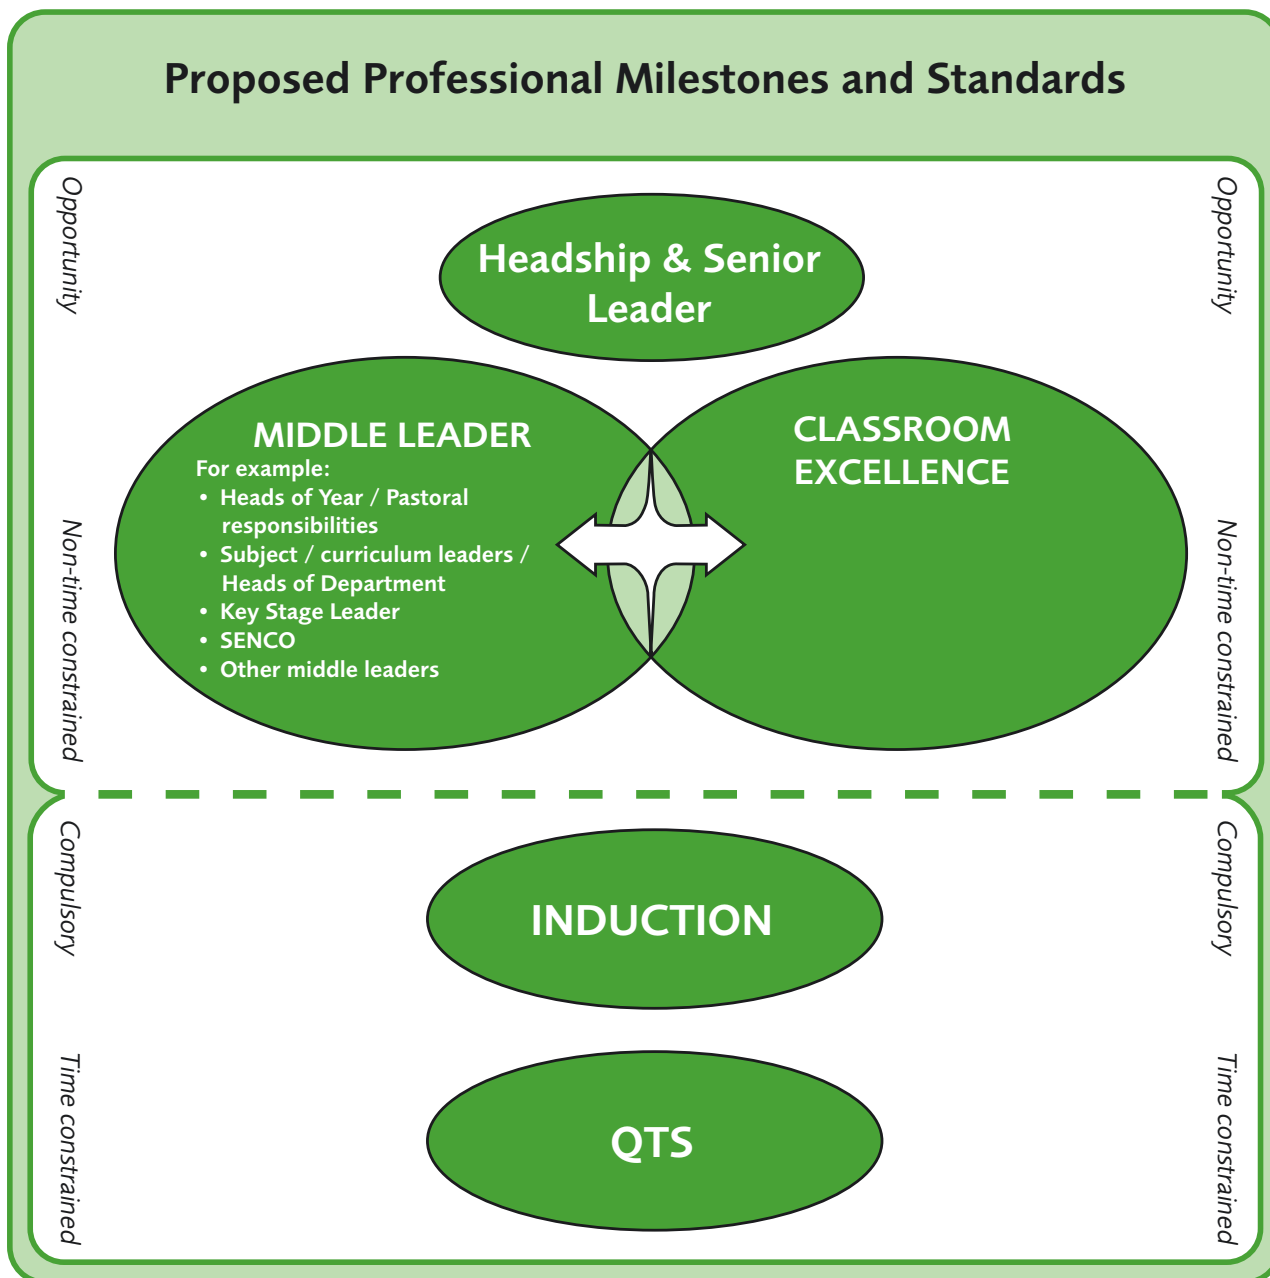 Proposed Professional Milestones and Standards
Opportunity
Opportunity
Headship & Senior
Leader
MIDDLE LEADER
For example:
• Heads of Year / Pastoral
responsibilities
• Subject / curriculum leaders /
Heads of Department
• Key Stage Leader
• SENCO
• Other middle leaders
CLASSROOM
EXCELLENCE
Non-time constrained
Non-time constrained
Compulsory
Compulsory
INDUCTION
Time constrained
Time constrained
QTS